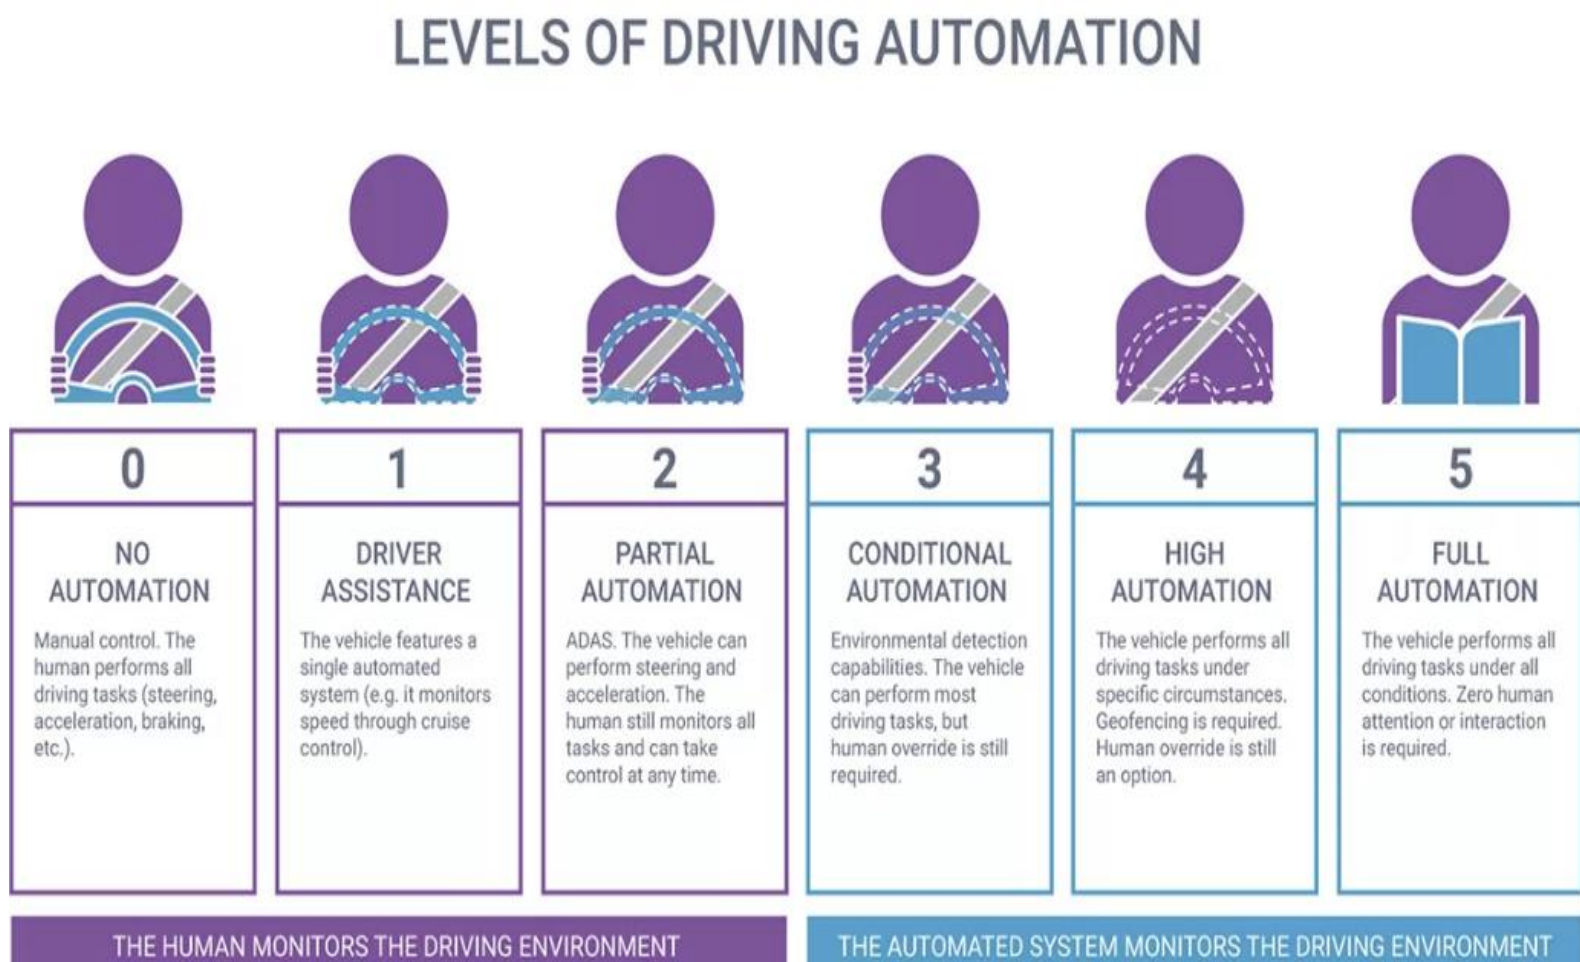 LEVELS OF DRIVING AUTOMATION
0
NO
AUTOMATION
Manual control. The
human performs all
driving tasks (steering,
acceleration, braking,
etc.).
1
DRIVER
ASSISTANCE
The vehicle features a
single automated
system (e.g. it monitors
speed through cruise
control).
2
PARTIAL
AUTOMATION
ADAS. The vehicle can
perform steering and
acceleration. The
human still monitors all
tasks and can take
control at any time.
3
CONDITIONAL
AUTOMATION
Environmental detection
capabilities. The vehicle
can perform most
driving tasks, but
human override is still
required.
4
HIGH
AUTOMATION
The vehicle performs all
driving tasks under
specific circumstances.
Geofencing is required.
Human override is still
an option.
5
FULL
AUTOMATION
The vehicle performs all
driving tasks under all
conditions. Zero human
attention or interaction
is required.
THE HUMAN MONITORS THE DRIVING ENVIRONMENT
THE AUTOMATED SYSTEM MONITORS THE DRIVING ENVIRONMENT